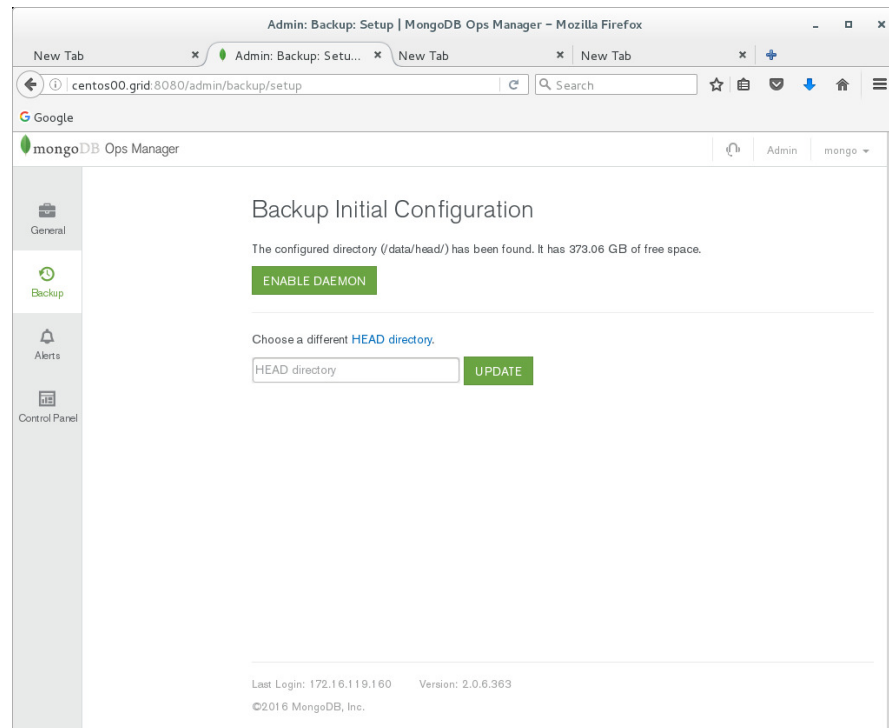 Admin: Backup: Setup | MongoDB Ops Manager – Mozilla Firefox
New Tab
Admin: Backup: Setu...
New Tab
New Tab
centos00.grid:8080/admin/backup/setup
Search
Google
mongoDB Ops Manager
Admin
mongo
General
Backup
Alerts
Control Panel
Backup Initial Configuration
The configured directory (/data/head/) has been found. It has 373.06 GB of free space.
ENABLE DAEMON
Choose a different HEAD directory.
HEAD directory
UPDATE
Last Login: 172.16.119.160 Version: 2.0.6.363
©2016 MongoDB, Inc.